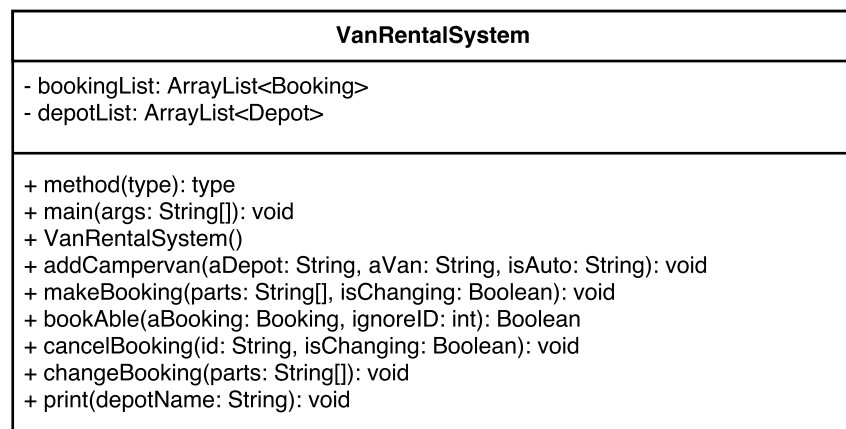 VanRentalSystem
- bookingList: ArrayList<Booking>
- depotList: ArrayList<Depot>
+ method(type): type
+ main(args: String[]): void
+ VanRentalSystem()
+ addCampervan(aDepot: String, aVan: String, isAuto: String): void
+ makeBooking(parts: String[], isChanging: Boolean): void
+ bookAble(aBooking: Booking, ignoreID: int): Boolean
+ cancelBooking(id: String, isChanging: Boolean): void
+ changeBooking(parts: String[]): void
+ print(depotName: String): void